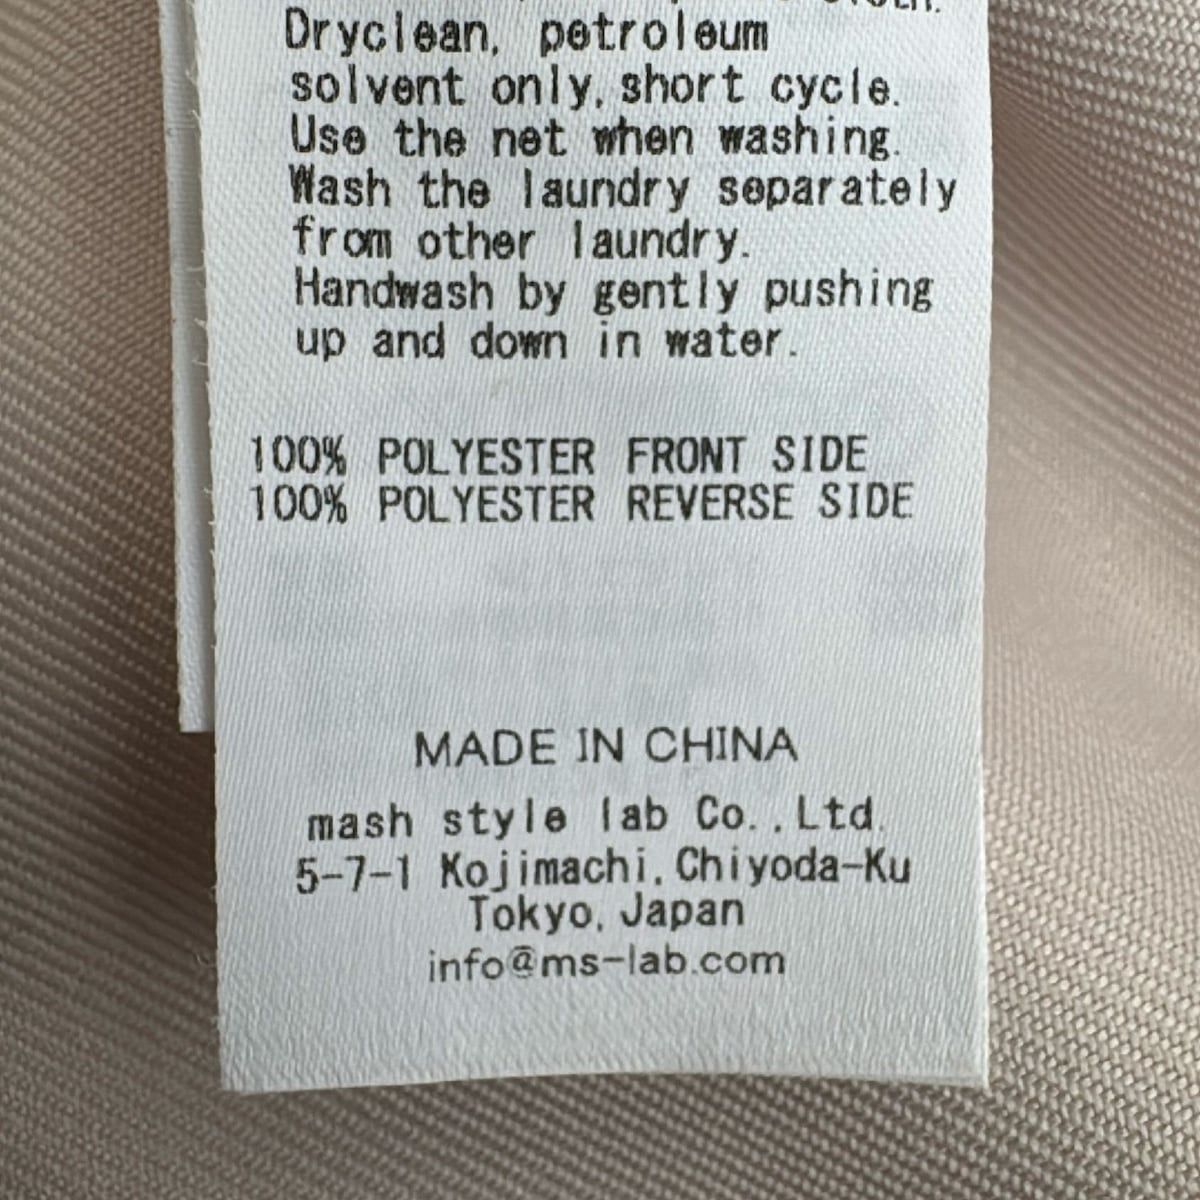 Dryclean, petroleum
solvent only, short cycle.
Use the net when washing.
Wash the laundry separately
from other laundry.
Handwash by gently pushing
up and down in water.
100% POLYESTER FRONT SIDE
100% POLYESTER REVERSE SIDE
MADE IN CHINA
mash style lab Co.,Ltd.
5-7-1 Kojimachi, Chiyoda-Ku
Tokyo, Japan
info@ms-lab.com